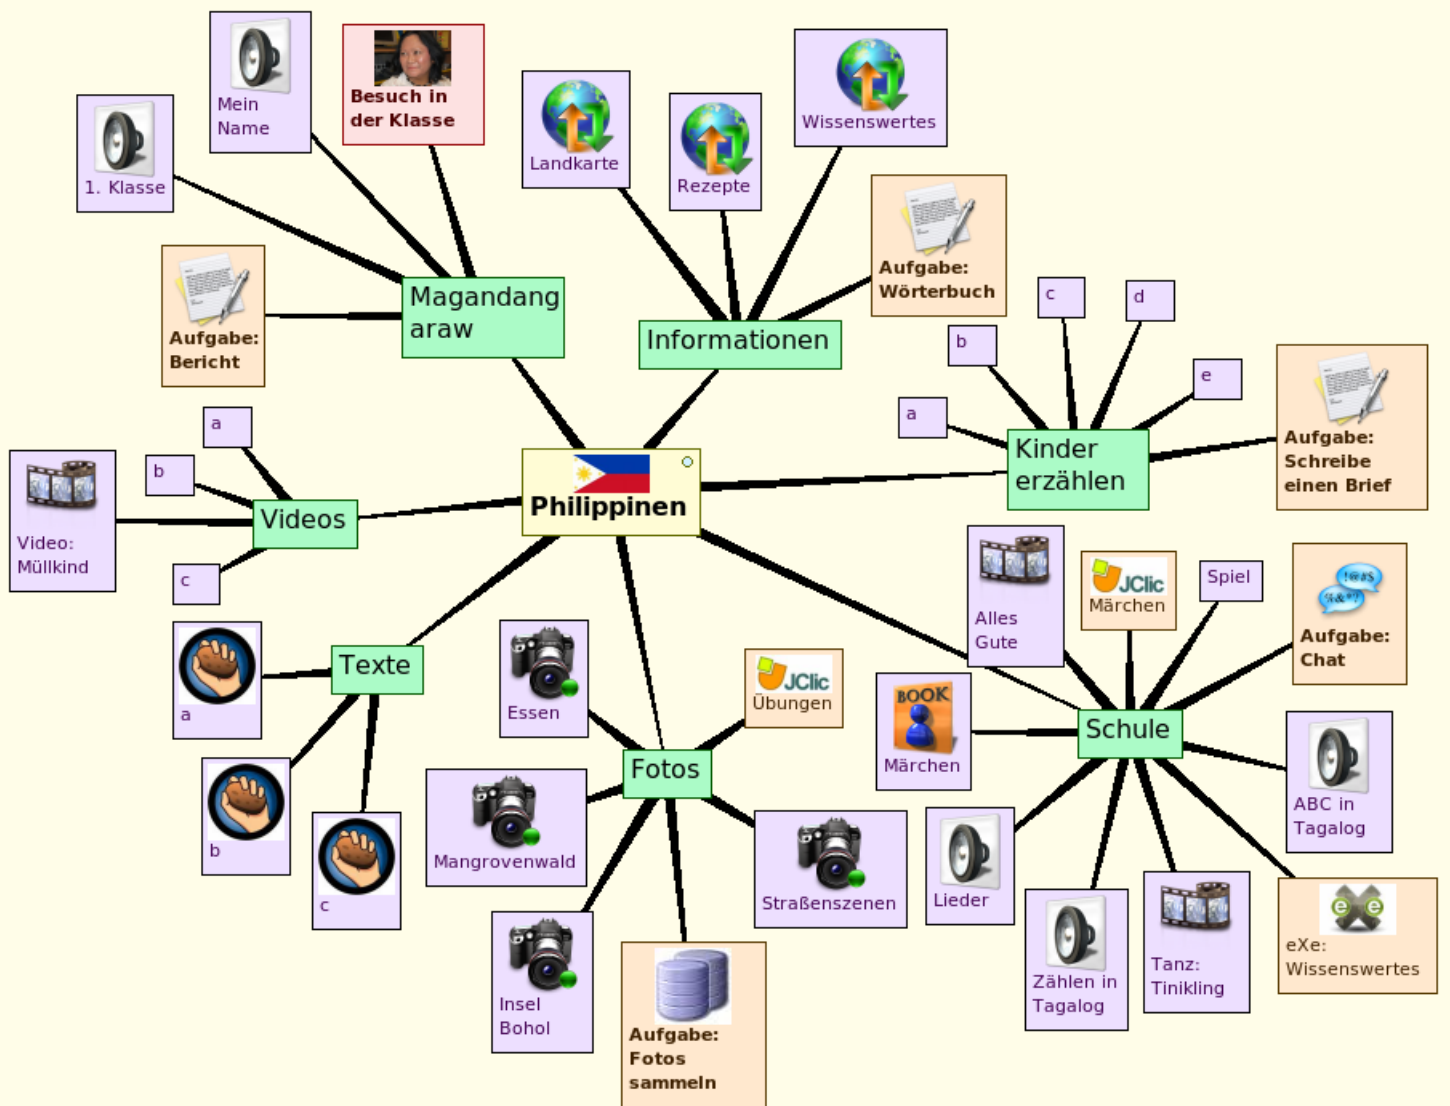 Mein
Name
Besuch in
der Klasse
1. Klasse
Aufgabe:
Bericht
Magandang
araw
Landkarte
Rezepte
Wissenswertes
Aufgabe:
Wörterbuch
Informationen
a
b
c
d
e
Kinder
erzählen
Aufgabe:
Schreibe
einen Brief
Philippinen
a
b
Video:
Müllkind
c
Videos
Texte
a
b
c
Essen
JClic
Übungen
Fotos
Mangrovenwald
Straßenszenen
Insel
Bohol
Aufgabe:
Fotos
sammeln
Alles
Gute
JClic
Märchen
Spiel
!@#$
%&*?
Aufgabe:
Chat
BOOK
Märchen
Schule
ABC in
Tagalog
Lieder
Zählen in
Tagalog
Tanz:
Tinikling
eXe
eXe:
Wissenswertes